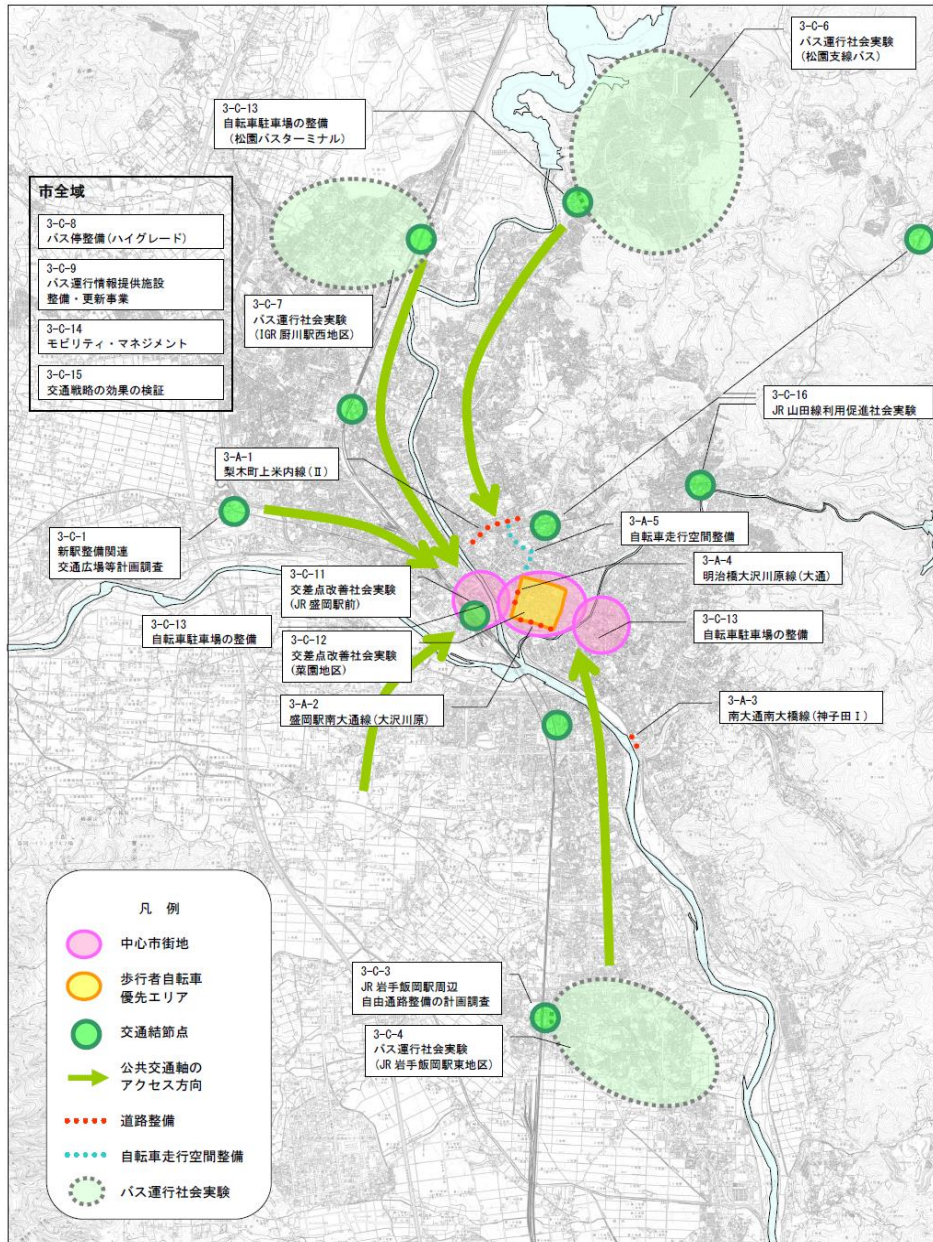 3-C-6
バス運行社会実験
(松園支線バス)
3-C-13
自転車駐車場の整備
(松園バスターミナル)
市全域
3-C-8
バス停整備(ハイグレード)
3-C-9
バス運行情報提供施設
整備・更新事業
3-C-14
モビリティ・マネジメント
3-C-15
交通戦略の効果の検証
3-C-7
バス運行社会実験
(IGR厨川駅西地区)
3-C-16
JR山田線利用促進社会実験
3-A-1
梨木町上米内線(Ⅱ)
3-A-5
自転車走行空間整備
3-C-1
新駅整備関連
交通広場等計画調査
3-A-4
明治橋大沢川原線(大通)
3-C-11
交差点改善社会実験
(JR盛岡駅前)
3-C-13
自転車駐車場の整備
3-C-13
自転車駐車場の整備
3-C-12
交差点改善社会実験
(菜園地区)
3-A-2
盛岡駅南大通線(大沢川原)
3-A-3
南大通南大橋線(神子田Ⅰ)
3-C-3
JR岩手飯岡駅周辺
自由通路整備の計画調査
3-C-4
バス運行社会実験
(JR岩手飯岡駅東地区)
凡 例
中心市街地
歩行者自転車
優先エリア
交通結節点
公共交通軸の
アクセス方向
道路整備
自転車走行空間整備
バス運行社会実験